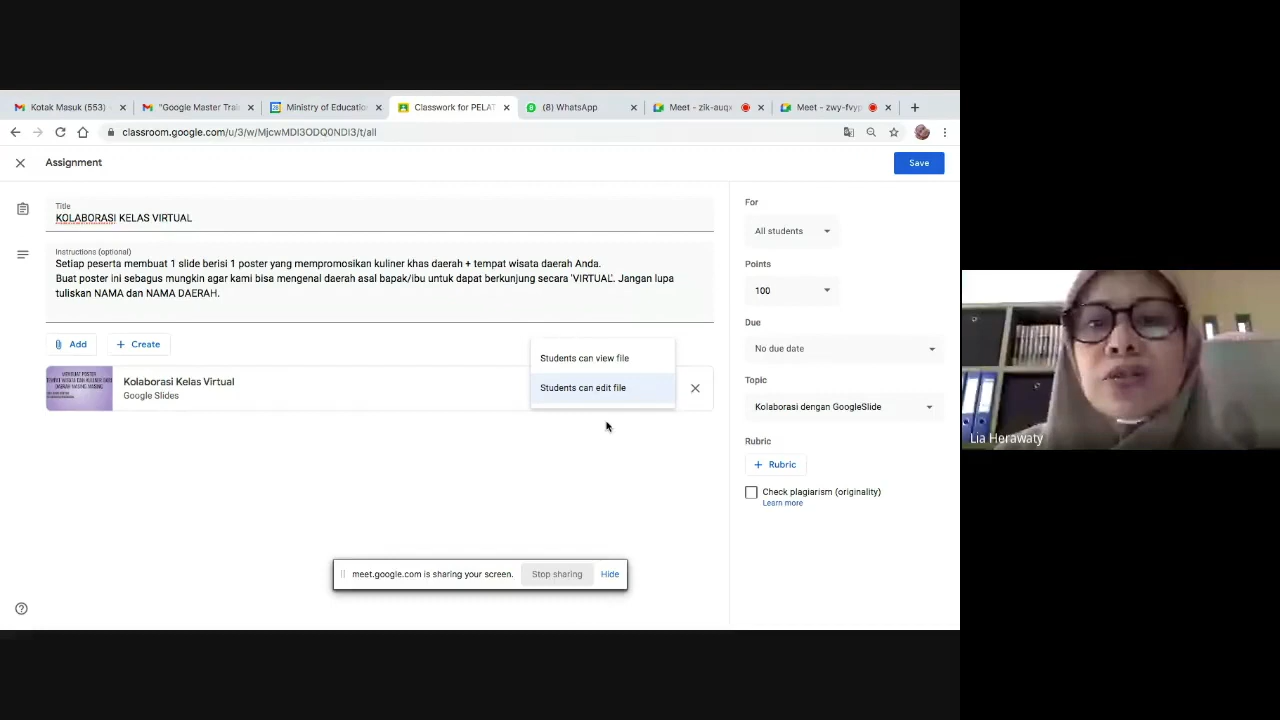 Kotak Masuk (553)
"Google Master Trai
Ministry of Educatio
Classwork for PELAT
(8) WhatsApp
Meet - zik-auqx
Meet - zwy-fvyp
classroom.google.com/u/3/w/MjcwMDI3ODQ0NDI3/t/all
Assignment
Save
Title
KOLABORASI KELAS VIRTUAL
Instructions (optional)
Setiap peserta membuat 1 slide berisi 1 poster yang mempromosikan kuliner khas daerah + tempat wisata daerah Anda.
Buat poster ini sebagus mungkin agar kami bisa mengenal daerah asal bapak/ibu untuk dapat berkunjung secara 'VIRTUAL'. Jangan lupa
tuliskan NAMA dan NAMA DAERAH.
Add
Create
Students can view file
Students can edit file
Kolaborasi Kelas Virtual
Google Slides
For
All students
Points
100
Due
No due date
Topic
Kolaborasi dengan GoogleSlide
Rubric
Rubric
Check plagiarism (originality)
Learn more
meet.google.com is sharing your screen.
Stop sharing
Hide
Lia Herawaty